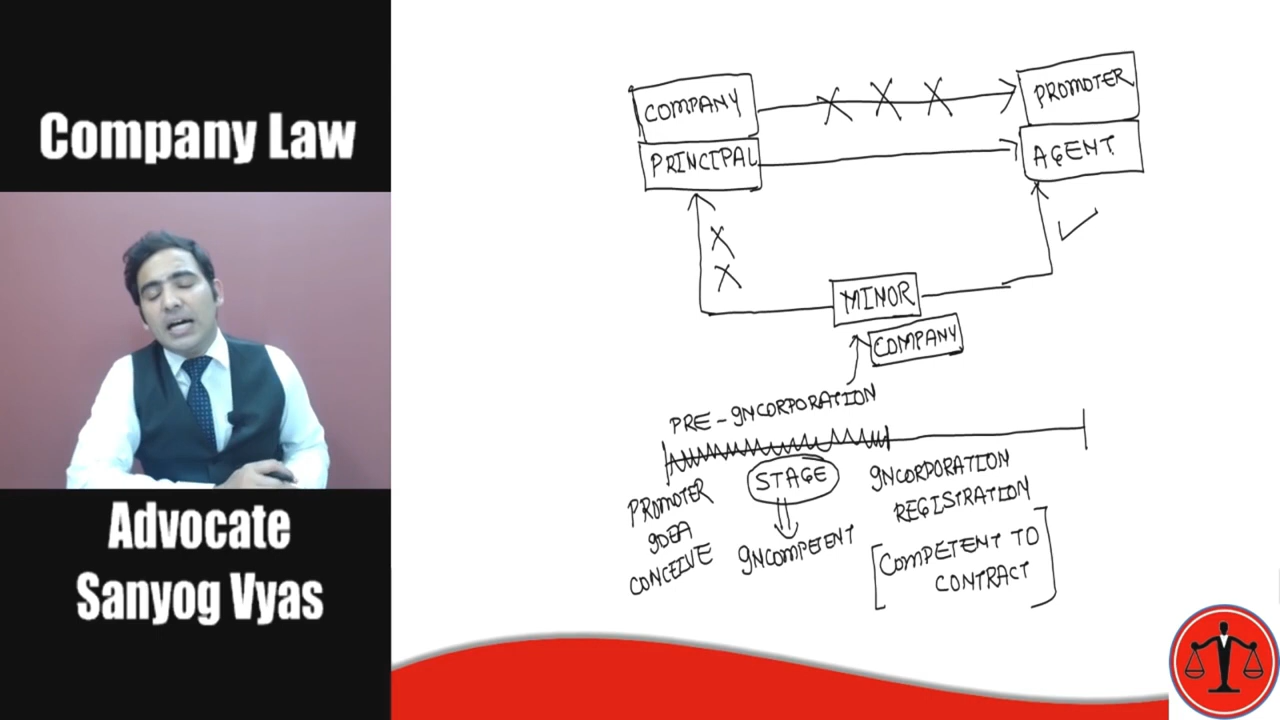 Company Law
Advocate
Sanyog Vyas
COMPANY
PROMOTER
PRINCIPAL
AGENT
MINOR
COMPANY
PRE-INCORPORATION
STAGE
PROMOTER
IDEA
CONCEIVE
INCOMPETENT
INCORPORATION
REGISTRATION
[COMPETENT TO
CONTRACT]